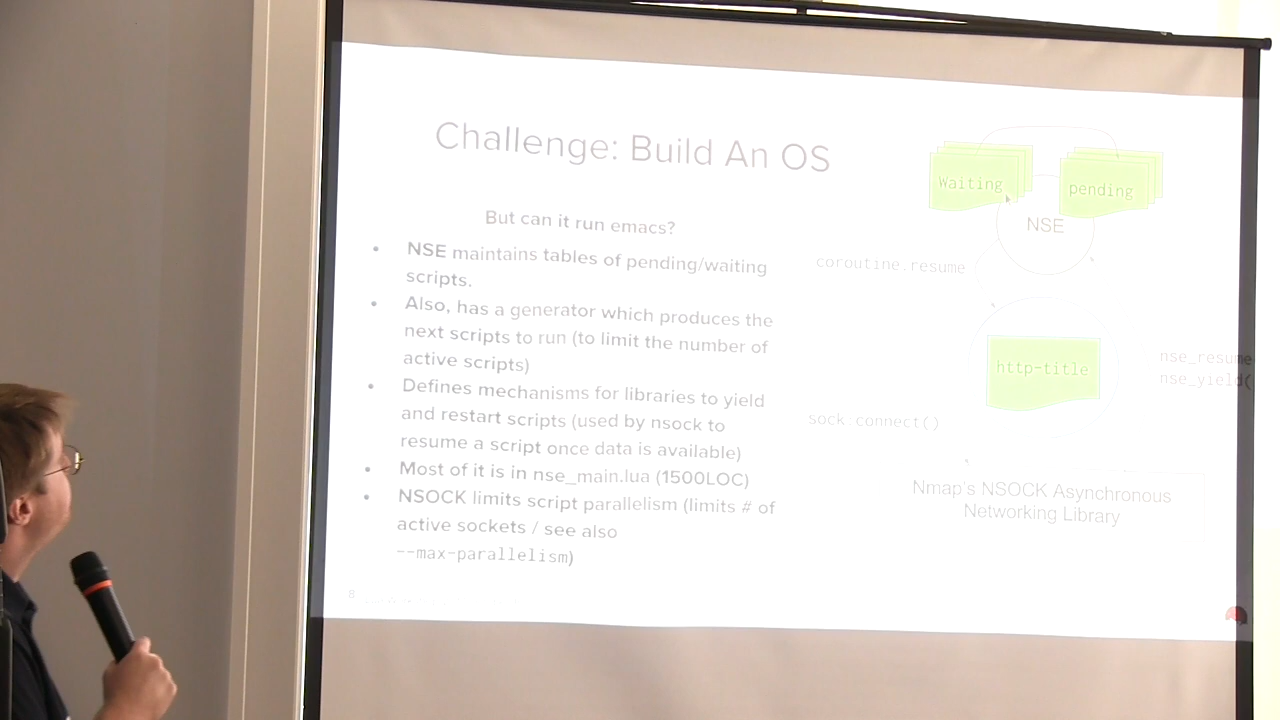 Challenge: Build An OS
But can it run emacs?
• NSE maintains tables of pending/waiting
scripts.
• Also, has a generator which produces the
next scripts to run (to limit the number of
active scripts)
• Defines mechanisms for libraries to yield
and restart scripts (used by nsock to
resume a script once data is available)
• Most of it is in nse_main.lua (1500LOC)
• NSOCK limits script parallelism (limits # of
active sockets / see also
--max-parallelism)
8
Waiting
pending
NSE
coroutine.resume
http-title
nse_resume
nse_yield(
sock.connect()
Nmap's NSOCK Asynchronous
Networking Library